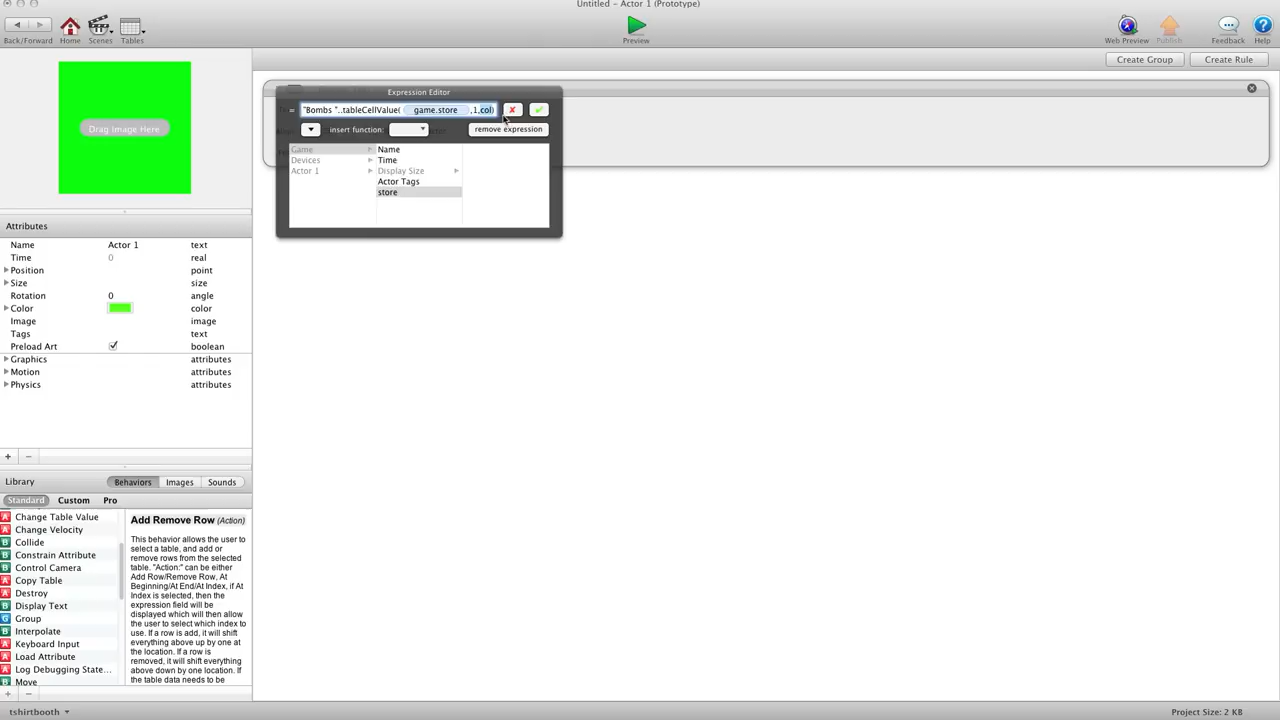 Untitled - Actor 1 (Prototype)
Back/Forward
Home
Scenes
Tables
Preview
Web Preview
Publish
Feedback
Help
Create Group
Create Rule
Drag Image Here
Expression Editor
= "Bombs "..tableCellValue( game.store ,1,col)
insert function:
remove expression
Game
Devices
Actor 1
Name
Time
Display Size
Actor Tags
store
Attributes
Name Actor 1 text
Time 0 real
Position point
Size size
Rotation 0 angle
Color color
Image image
Tags text
Preload Art boolean
Graphics attributes
Motion attributes
Physics attributes
Library
Behaviors
Images
Sounds
Standard
Custom
Pro
A Change Table Value
A Change Velocity
B Collide
B Constrain Attribute
B Control Camera
A Copy Table
A Destroy
B Display Text
G Group
B Interpolate
A Keyboard Input
A Load Attribute
A Log Debugging State...
B Move
Add Remove Row (Action)
This behavior allows the user to
select a table, and add or
remove rows from the selected
table. "Action:" can be either
Add Row/Remove Row, At
Beginning/At End/At Index, if At
Index is selected, then the
expression field will be
displayed which will then allow
the user to select which index to
use. If a row is add, it will shift
everything above up by one at
the location. If a row is
removed, it will shift everything
above down by one location. If
the table data needs to be
tshirtbooth
Project Size: 2 KB